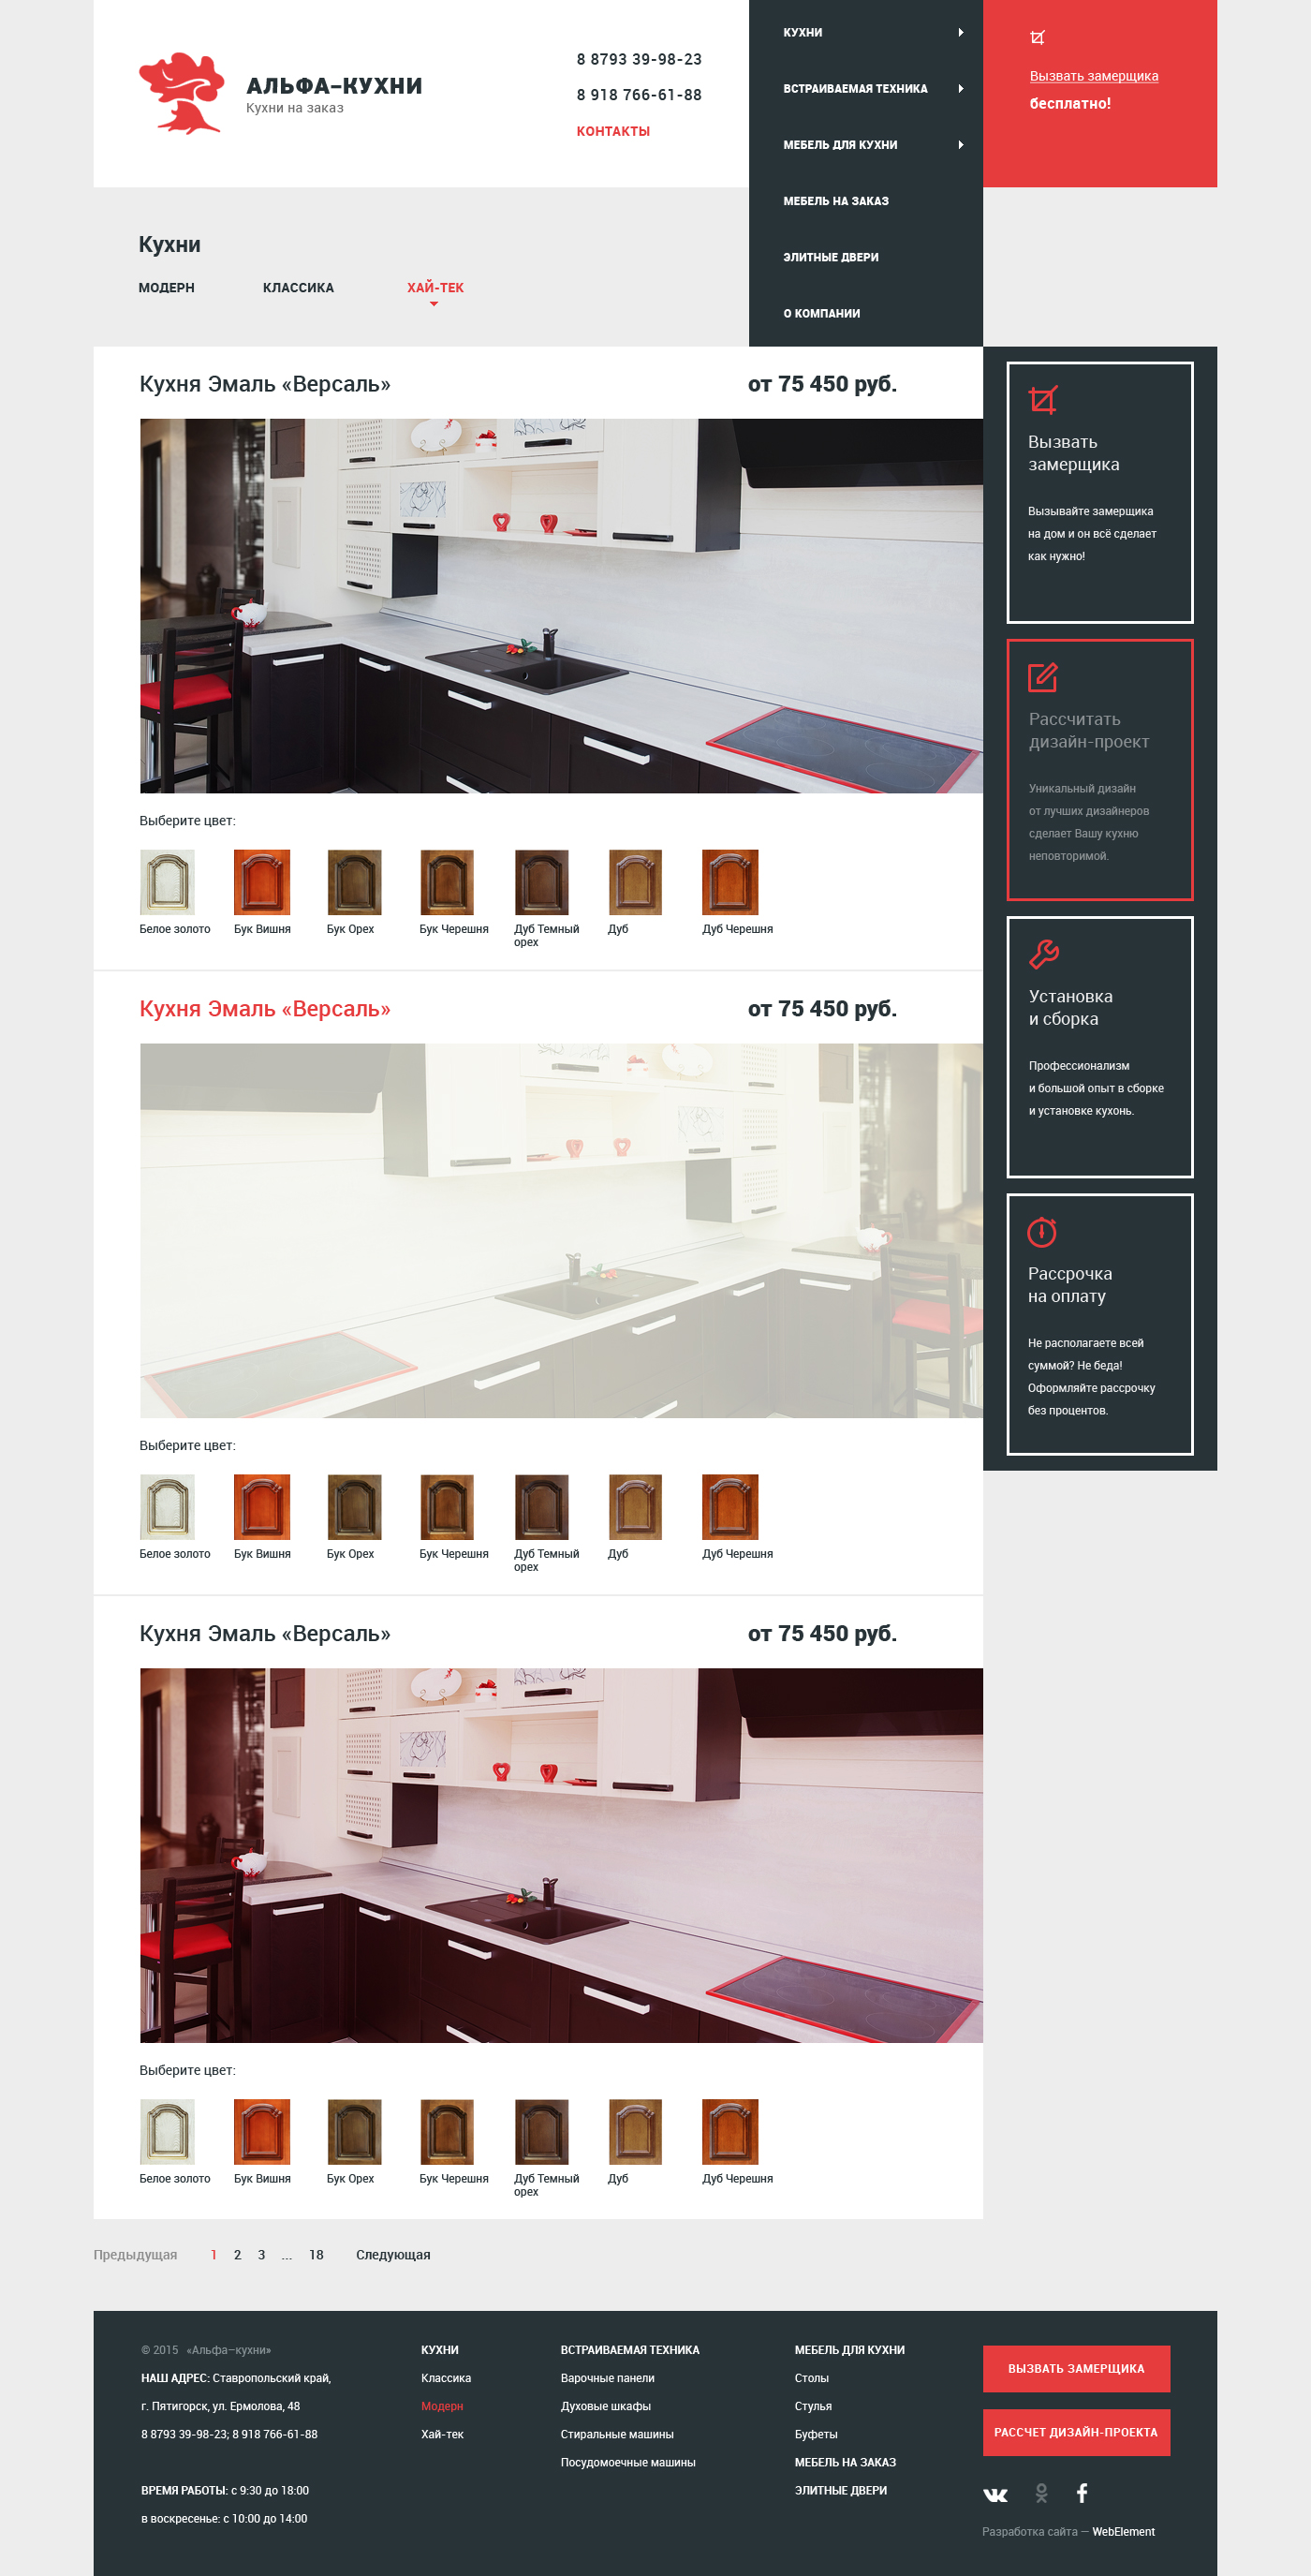 АЛЬФА-КУХНИ
Кухни на заказ
8 8793 39-98-23
8 918 766-61-88
КОНТАКТЫ
КУХНИ
ВСТРАИВАЕМАЯ ТЕХНИКА
МЕБЕЛЬ ДЛЯ КУХНИ
МЕБЕЛЬ НА ЗАКАЗ
ЭЛИТНЫЕ ДВЕРИ
О КОМПАНИИ
Вызвать замерщика
бесплатно!
Кухни
МОДЕРН КЛАССИКА ХАЙ-ТЕК
Кухня Эмаль «Версаль» от 75 450 руб.
Выберите цвет:
Белое золото Бук Вишня Бук Орех Бук Черешня Дуб Темный Дуб Дуб Черешня
орех
Кухня Эмаль «Версаль» от 75 450 руб.
Выберите цвет:
Белое золото Бук Вишня Бук Орех Бук Черешня Дуб Темный Дуб Дуб Черешня
орех
Кухня Эмаль «Версаль» от 75 450 руб.
Выберите цвет:
Белое золото Бук Вишня Бук Орех Бук Черешня Дуб Темный Дуб Дуб Черешня
орех
Вызвать
замерщика
Вызывайте замерщика
на дом и он всё сделает
как нужно!
Рассчитать
дизайн-проект
Уникальный дизайн
от лучших дизайнеров
сделает Вашу кухню
неповторимой.
Установка
и сборка
Профессионализм
и большой опыт в сборке
и установке кухонь.
Рассрочка
на оплату
Не располагаете всей
суммой? Не беда!
Оформляйте рассрочку
без процентов.
Предыдущая 1 2 3 ... 18 Следующая
© 2015 «Альфа–кухни»
НАШ АДРЕС: Ставропольский край,
г. Пятигорск, ул. Ермолова, 48
8 8793 39-98-23; 8 918 766-61-88
ВРЕМЯ РАБОТЫ: с 9:30 до 18:00
в воскресенье: с 10:00 до 14:00
КУХНИ
Классика
Модерн
Хай-тек
ВСТРАИВАЕМАЯ ТЕХНИКА
Варочные панели
Духовые шкафы
Стиральные машины
Посудомоечные машины
МЕБЕЛЬ ДЛЯ КУХНИ
Столы
Стулья
Буфеты
МЕБЕЛЬ НА ЗАКАЗ
ЭЛИТНЫЕ ДВЕРИ
ВЫЗВАТЬ ЗАМЕРЩИКА
РАССЧЕТ ДИЗАЙН-ПРОЕКТА
Разработка сайта — WebElement